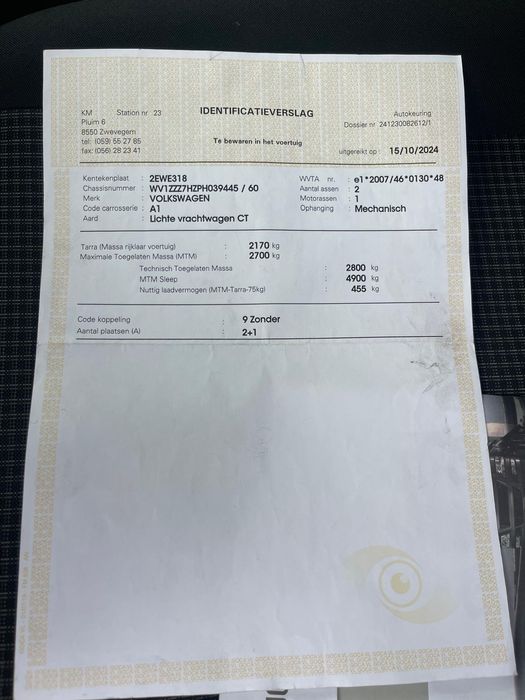 KM Station nr 23 IDENTIFICATIEVERSLAG Autokeuring
Pluim 6 Dossier nr 241230082612/1
8550 Zwevegem
tel: (059) 55 27 85 Te bewaren in het voertuig
fax: (056) 28 23 41 uitgereikt op : 15/10/2024
Kentekenplaat : 2EWE318 WVTA nr. : e1*2007/46*0130*48
Chassisnummer : WV1ZZZ7HZPH039445 / 60 Aantal assen : 2
Merk : VOLKSWAGEN Motorassen : 1
Code carrosserie : A1 Ophanging : Mechanisch
Aard : Lichte vrachtwagen CT
Tarra (Massa rijklaar voertuig) : 2170 kg
Maximale Toegelaten Massa (MTM) : 2700 kg
Technisch Toegelaten Massa : 2800 kg
MTM Sleep : 4900 kg
Nuttig laadvermogen (MTM-Tarra-75kg) : 455 kg
Code koppeling : 9 Zonder
Aantal plaatsen (A) : 2+1